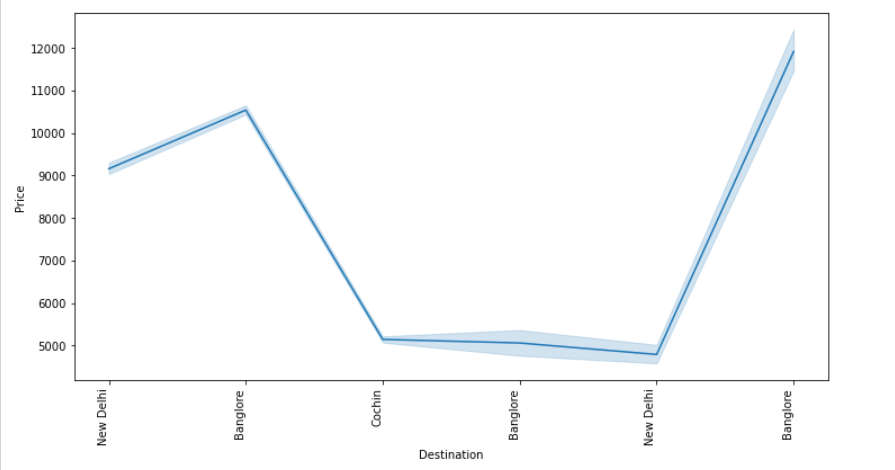 12000
11000
10000
9000
8000
7000
6000
5000
Price
New Delhi
Banglore
Cochin
Banglore
New Delhi
Banglore
Destination